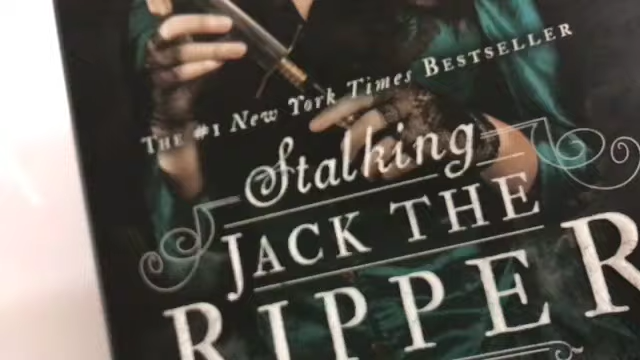 THE #1 New York Times BESTSELLER
Stalking
JACK THE
RIPPER